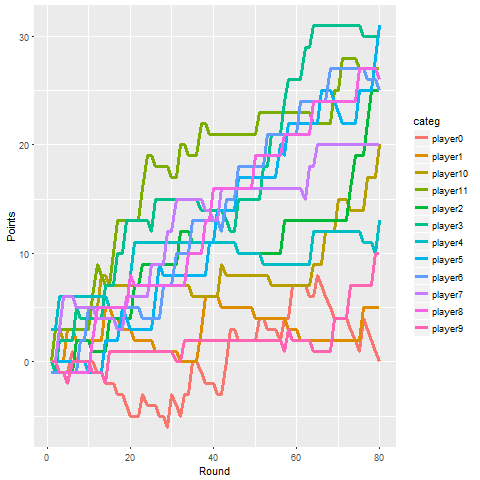 30
20
10
0
Points
0
20
40
60
80
Round
categ
player0
player1
player10
player11
player2
player3
player4
player5
player6
player7
player8
player9